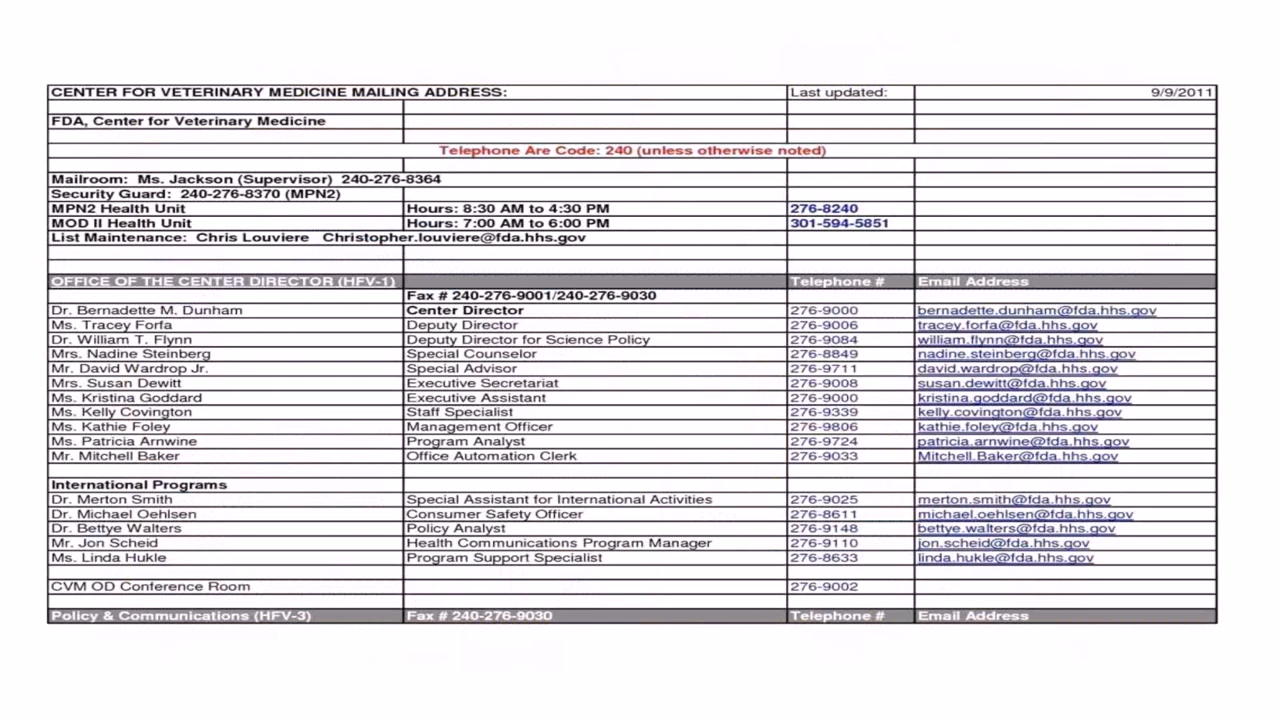 CENTER FOR VETERINARY MEDICINE MAILING ADDRESS: Last updated: 9/9/2011
FDA, Center for Veterinary Medicine
Telephone Are Code: 240 (unless otherwise noted)
Mailroom: Ms. Jackson (Supervisor) 240-276-8364
Security Guard: 240-276-8370 (MPN2)
MPN2 Health Unit Hours: 8:30 AM to 4:30 PM 276-8240
MOD II Health Unit Hours: 7:00 AM to 6:00 PM 301-594-5851
List Maintenance: Chris Louviere Christopher.louviere@fda.hhs.gov
OFFICE OF THE CENTER DIRECTOR (HFV-1) Telephone # Email Address
Fax # 240-276-9001/240-276-9030
Dr. Bernadette M. Dunham Center Director 276-9000 bernadette.dunham@fda.hhs.gov
Ms. Tracey Forfa Deputy Director 276-9006 tracey.forfa@fda.hhs.gov
Dr. William T. Flynn Deputy Director for Science Policy 276-9084 william.flynn@fda.hhs.gov
Mrs. Nadine Steinberg Special Counselor 276-8849 nadine.steinberg@fda.hhs.gov
Mr. David Wardrop Jr. Special Advisor 276-9711 david.wardrop@fda.hhs.gov
Mrs. Susan Dewitt Executive Secretariat 276-9008 susan.dewitt@fda.hhs.gov
Ms. Kristina Goddard Executive Assistant 276-9000 kristina.goddard@fda.hhs.gov
Ms. Kelly Covington Staff Specialist 276-9339 kelly.covington@fda.hhs.gov
Ms. Kathie Foley Management Officer 276-9806 kathie.foley@fda.hhs.gov
Ms. Patricia Arnwine Program Analyst 276-9724 patricia.arnwine@fda.hhs.gov
Mr. Mitchell Baker Office Automation Clerk 276-9033 Mitchell.Baker@fda.hhs.gov
International Programs
Dr. Merton Smith Special Assistant for International Activities 276-9025 merton.smith@fda.hhs.gov
Dr. Michael Oehlsen Consumer Safety Officer 276-8611 michael.oehlsen@fda.hhs.gov
Dr. Bettye Walters Policy Analyst 276-9148 bettye.walters@fda.hhs.gov
Mr. Jon Scheid Health Communications Program Manager 276-9110 jon.scheid@fda.hhs.gov
Ms. Linda Hukle Program Support Specialist 276-8633 linda.hukle@fda.hhs.gov
CVM OD Conference Room 276-9002
Policy & Communications (HFV-3) Fax # 240-276-9030 Telephone # Email Address